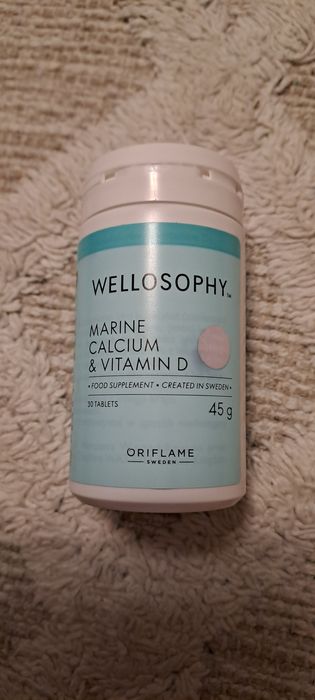 WELLOSOPHY™
MARINE
CALCIUM
& VITAMIN D
• FOOD SUPPLEMENT • CREATED IN SWEDEN •
30 TABLETS 45 g
ORIFLAME
SWEDEN